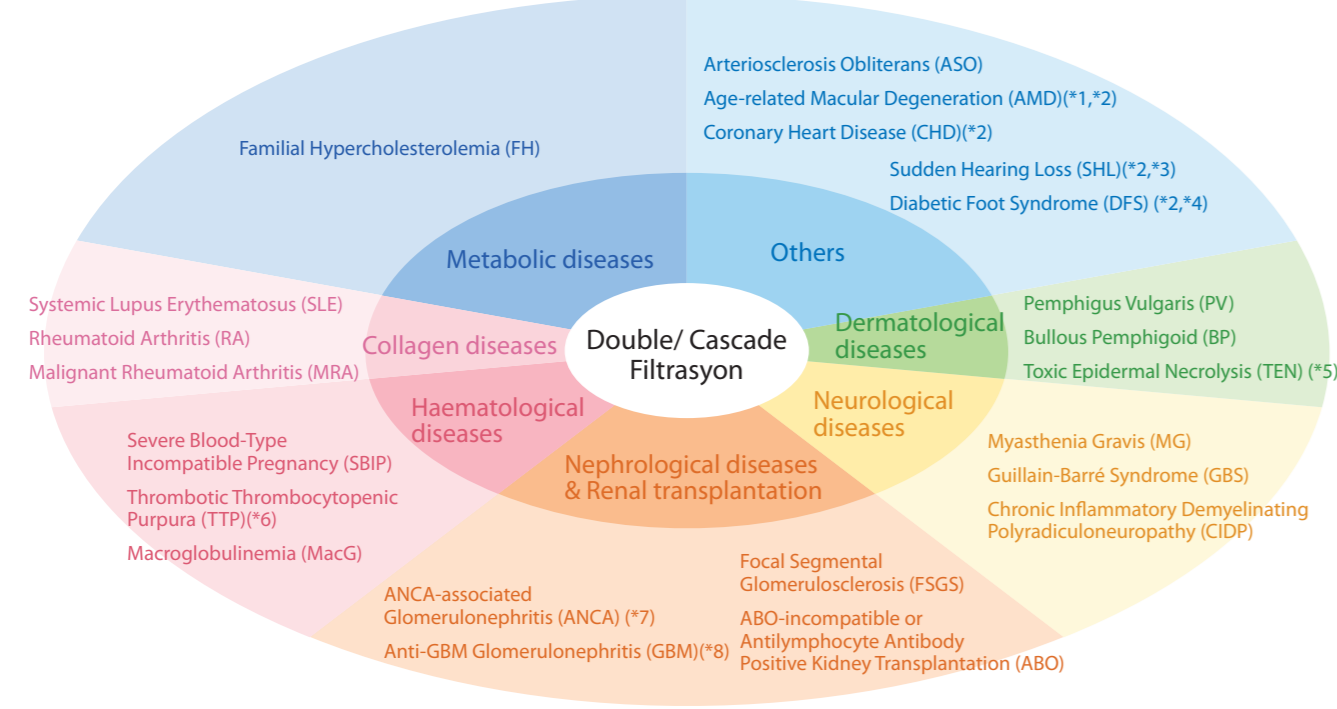 Double/ Cascade
Filtrasyon
Metabolic diseases
Familial Hypercholesterolemia (FH)
Others
Arteriosclerosis Obliterans (ASO)
Age-related Macular Degeneration (AMD)(*1,*2)
Coronary Heart Disease (CHD)(*2)
Sudden Hearing Loss (SHL)(*2,*3)
Diabetic Foot Syndrome (DFS) (*2,*4)
Dermatological
diseases
Pemphigus Vulgaris (PV)
Bullous Pemphigoid (BP)
Toxic Epidermal Necrolysis (TEN) (*5)
Neurological
diseases
Myasthenia Gravis (MG)
Guillain-Barré Syndrome (GBS)
Chronic Inflammatory Demyelinating
Polyradiculoneuropathy (CIDP)
Nephrological diseases
& Renal transplantation
Focal Segmental
Glomerulosclerosis (FSGS)
ABO-incompatible or
Antilymphocyte Antibody
Positive Kidney Transplantation (ABO)
ANCA-associated
Glomerulonephritis (ANCA) (*7)
Anti-GBM Glomerulonephritis (GBM)(*8)
Haematological
diseases
Severe Blood-Type
Incompatible Pregnancy (SBIP)
Thrombotic Thrombocytopenic
Purpura (TTP)(*6)
Macroglobulinemia (MacG)
Collagen diseases
Systemic Lupus Erythematosus (SLE)
Rheumatoid Arthritis (RA)
Malignant Rheumatoid Arthritis (MRA)